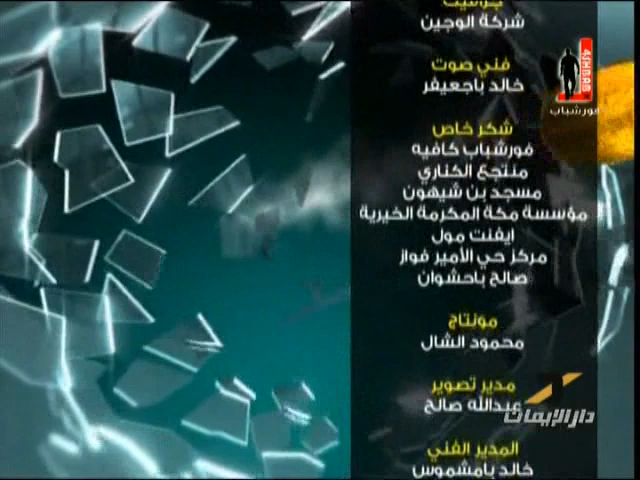 جرافيك
شركة الوجين
فني صوت
خالد باجعيفر
شكر خاص
فورشباب كافيه
منتجع الكناري
مسجد بن شيهون
مؤسسة مكة المكرمة الخيرية
ايفنت مول
مركز حي الأمير فواز
صالح باحشوان
مونتاج
محمود الشال
مدير تصوير
عبدالله صالح
المدير الفني
خالد بامشموس
4SHBAB
فورشباب
دار الإيمان